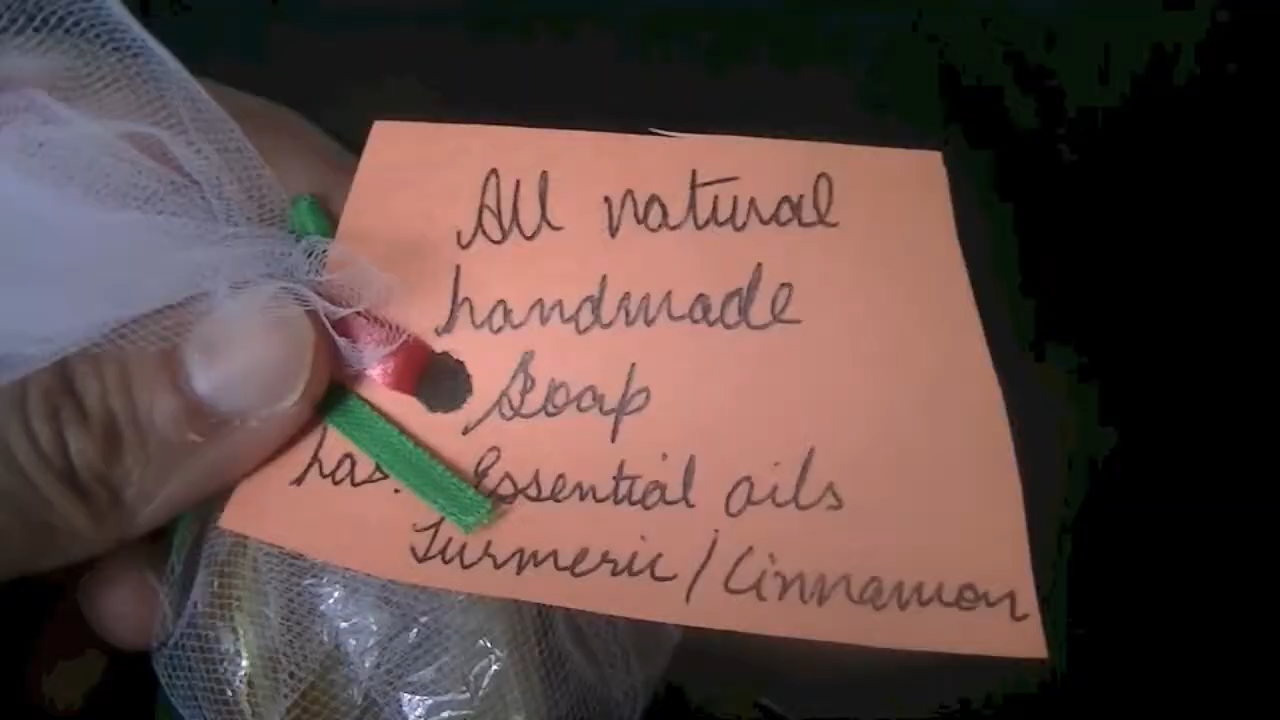 All natural
handmade
Soap
has Essential oils
Turmeric/Cinnamon